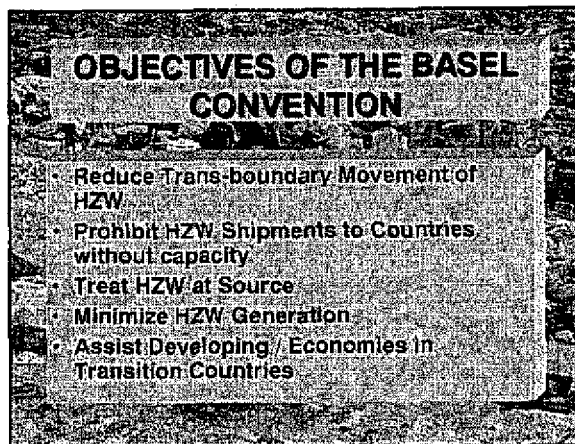 OBJECTIVES OF THE BASEL
CONVENTION
• Reduce Trans-boundary Movement of
HZW
• Prohibit HZW Shipments to Countries
without capacity
• Treat HZW at Source
• Minimize HZW Generation
• Assist Developing / Economies in
Transition Countries